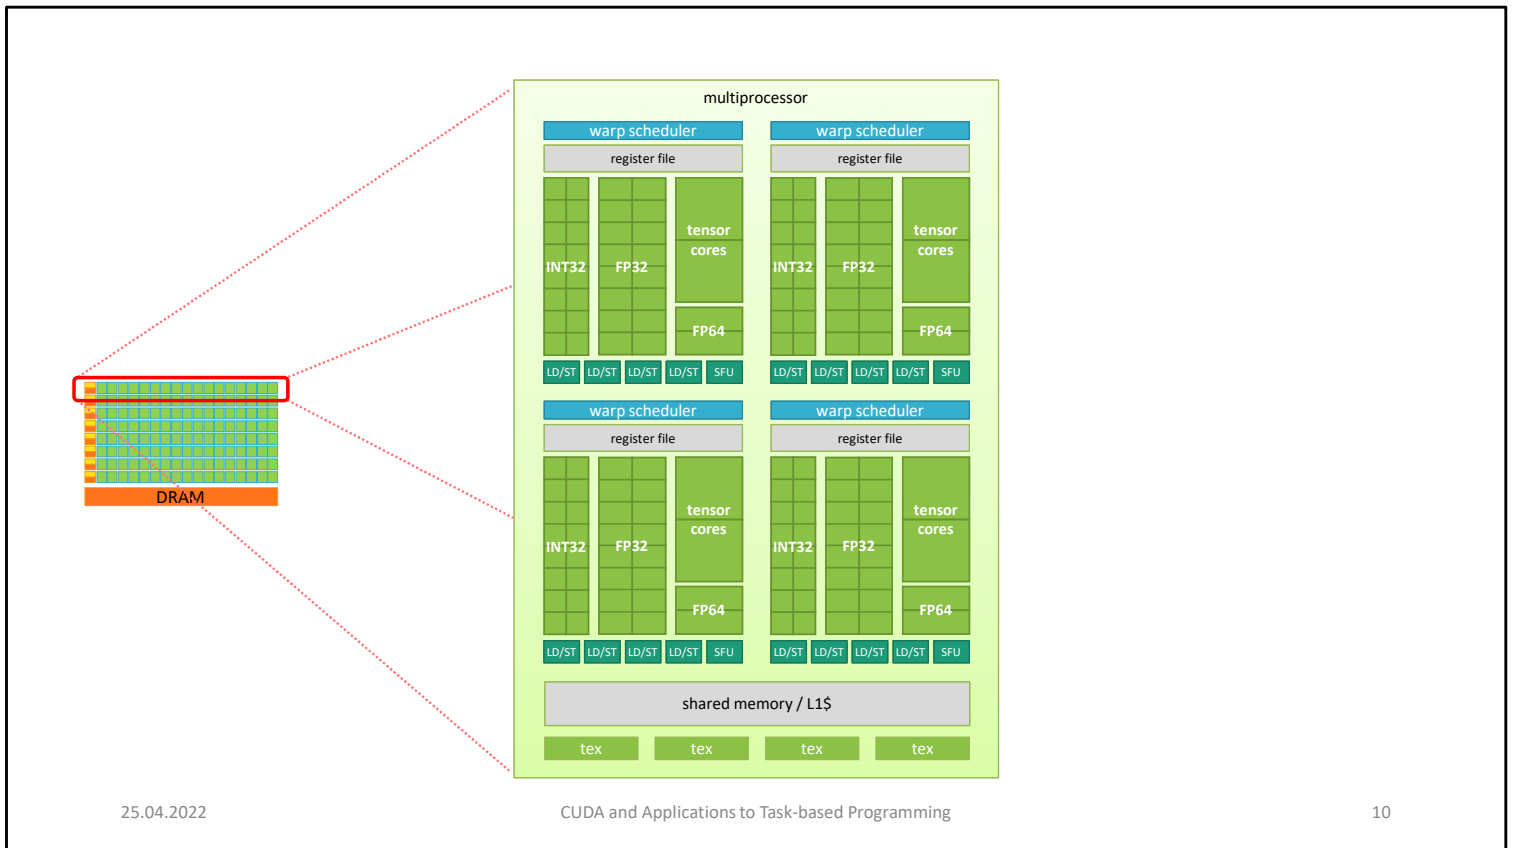 multiprocessor
warp scheduler
register file
INT32
FP32
tensor
cores
FP64
LD/ST LD/ST LD/ST LD/ST SFU
warp scheduler
register file
INT32
FP32
tensor
cores
FP64
LD/ST LD/ST LD/ST LD/ST SFU
DRAM
warp scheduler
register file
INT32
FP32
tensor
cores
FP64
LD/ST LD/ST LD/ST LD/ST SFU
warp scheduler
register file
INT32
FP32
tensor
cores
FP64
LD/ST LD/ST LD/ST LD/ST SFU
shared memory / L1$
tex tex tex tex
25.04.2022
CUDA and Applications to Task-based Programming
10